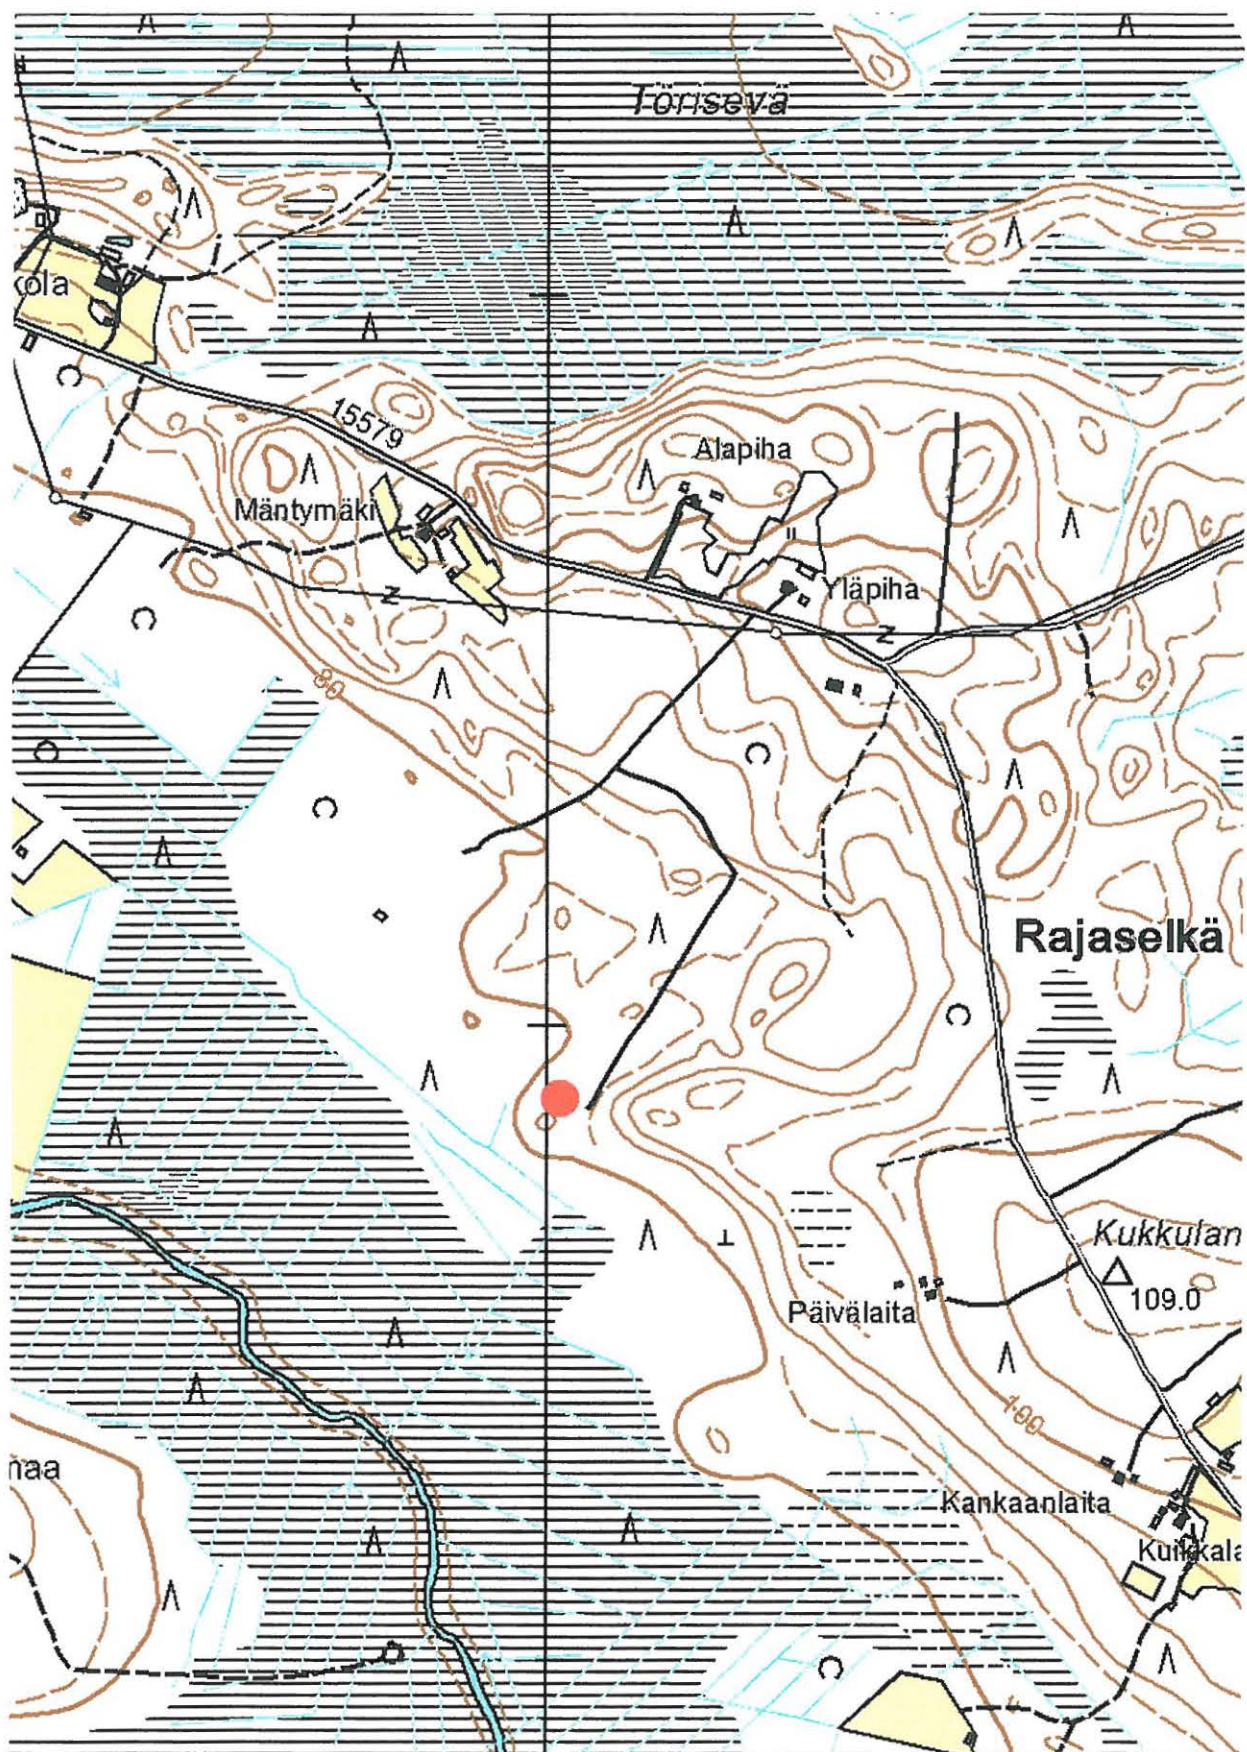 Törisevä
kola
15579
Alapiha
Mäntymäki
Yläpiha
80
Rajaselkä
Kukkulan
109.0
Päivälaita
100
naa
Kankaanlaita
Kuikkala